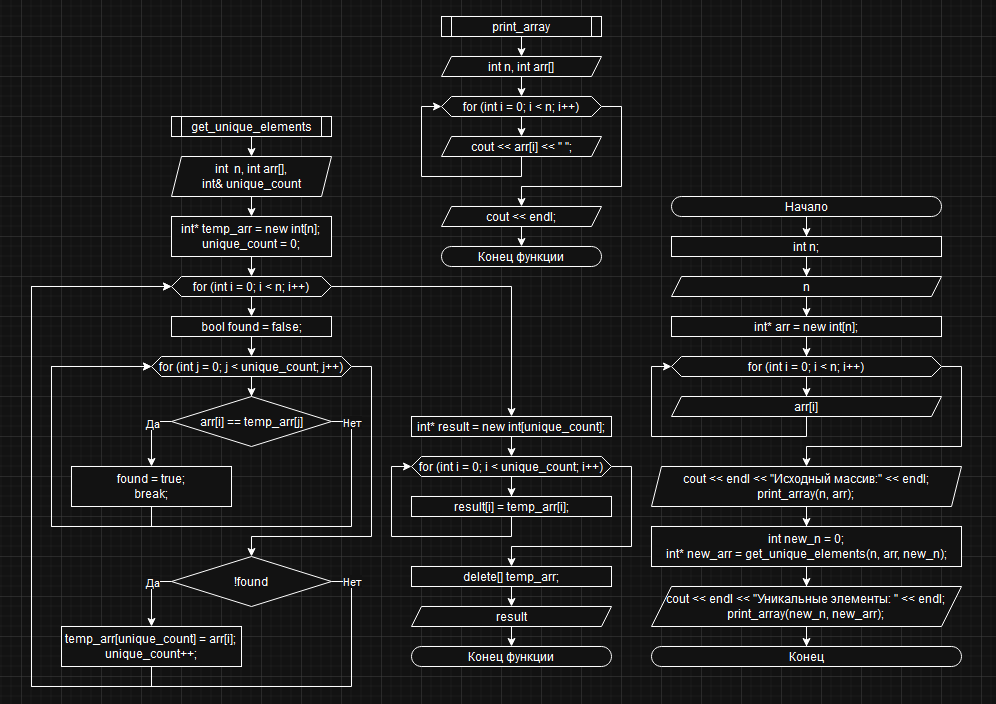 print_array
int n, int arr[]
for (int i = 0; i < n; i++)
cout << arr[i] << " ";
cout << endl;
Конец функции
get_unique_elements
int  n, int arr[],
int& unique_count
int* temp_arr = new int[n];
unique_count = 0;
for (int i = 0; i < n; i++)
bool found = false;
for (int j = 0; j < unique_count; j++)
arr[i] == temp_arr[j]
Да
Нет
found = true;
break;
!found
Да
Нет
temp_arr[unique_count] = arr[i];
unique_count++;
int* result = new int[unique_count];
for (int i = 0; i < unique_count; i++)
result[i] = temp_arr[i];
delete[] temp_arr;
result
Конец функции
Начало
int n;
n
int* arr = new int[n];
for (int i = 0; i < n; i++)
arr[i]
cout << endl << "Исходный массив:" << endl;
print_array(n, arr);
int new_n = 0;
int* new_arr = get_unique_elements(n, arr, new_n);
cout << endl << "Уникальные элементы: " << endl;
print_array(new_n, new_arr);
Конец